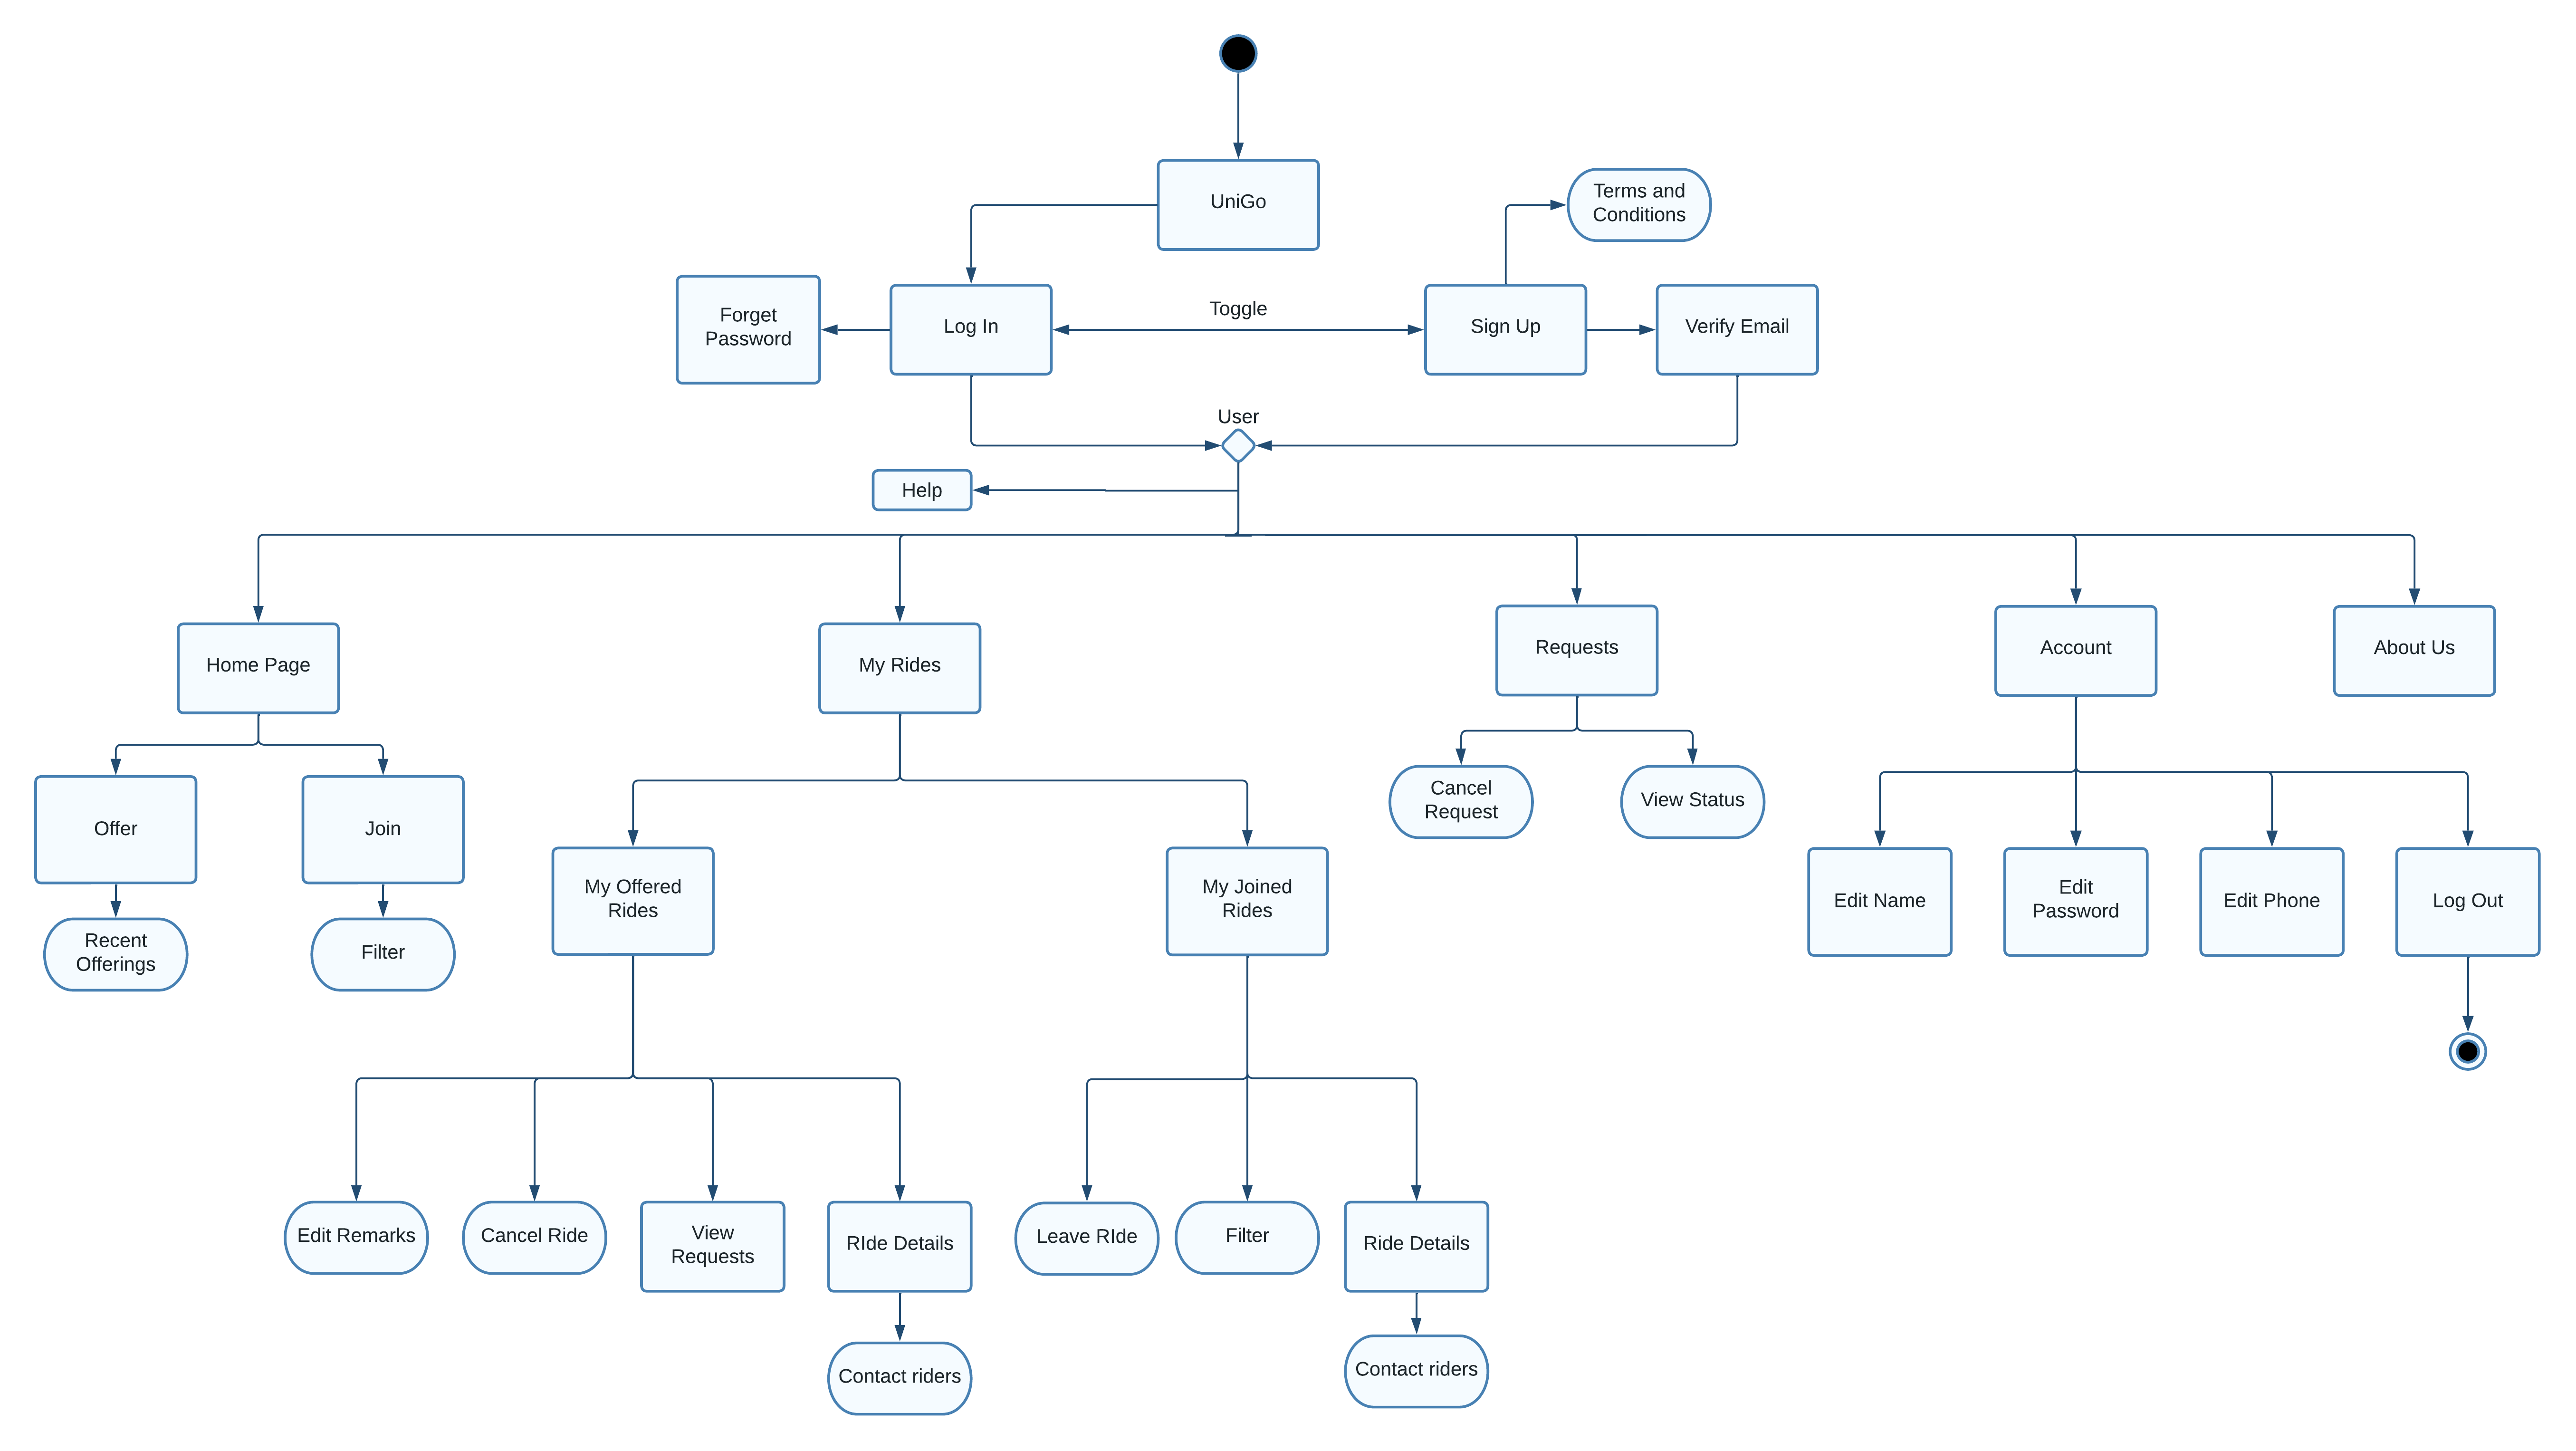 UniGo
Terms and
Conditions
Forget
Password
Log In
Toggle
Sign Up
Verify Email
User
Help
Home Page
My Rides
Requests
Account
About Us
Offer
Join
Cancel
Request
View Status
My Offered
Rides
My Joined
Rides
Edit Name
Edit
Password
Edit Phone
Log Out
Recent
Offerings
Filter
Edit Remarks
Cancel Ride
View
Requests
RIde Details
Leave RIde
Filter
Ride Details
Contact riders
Contact riders